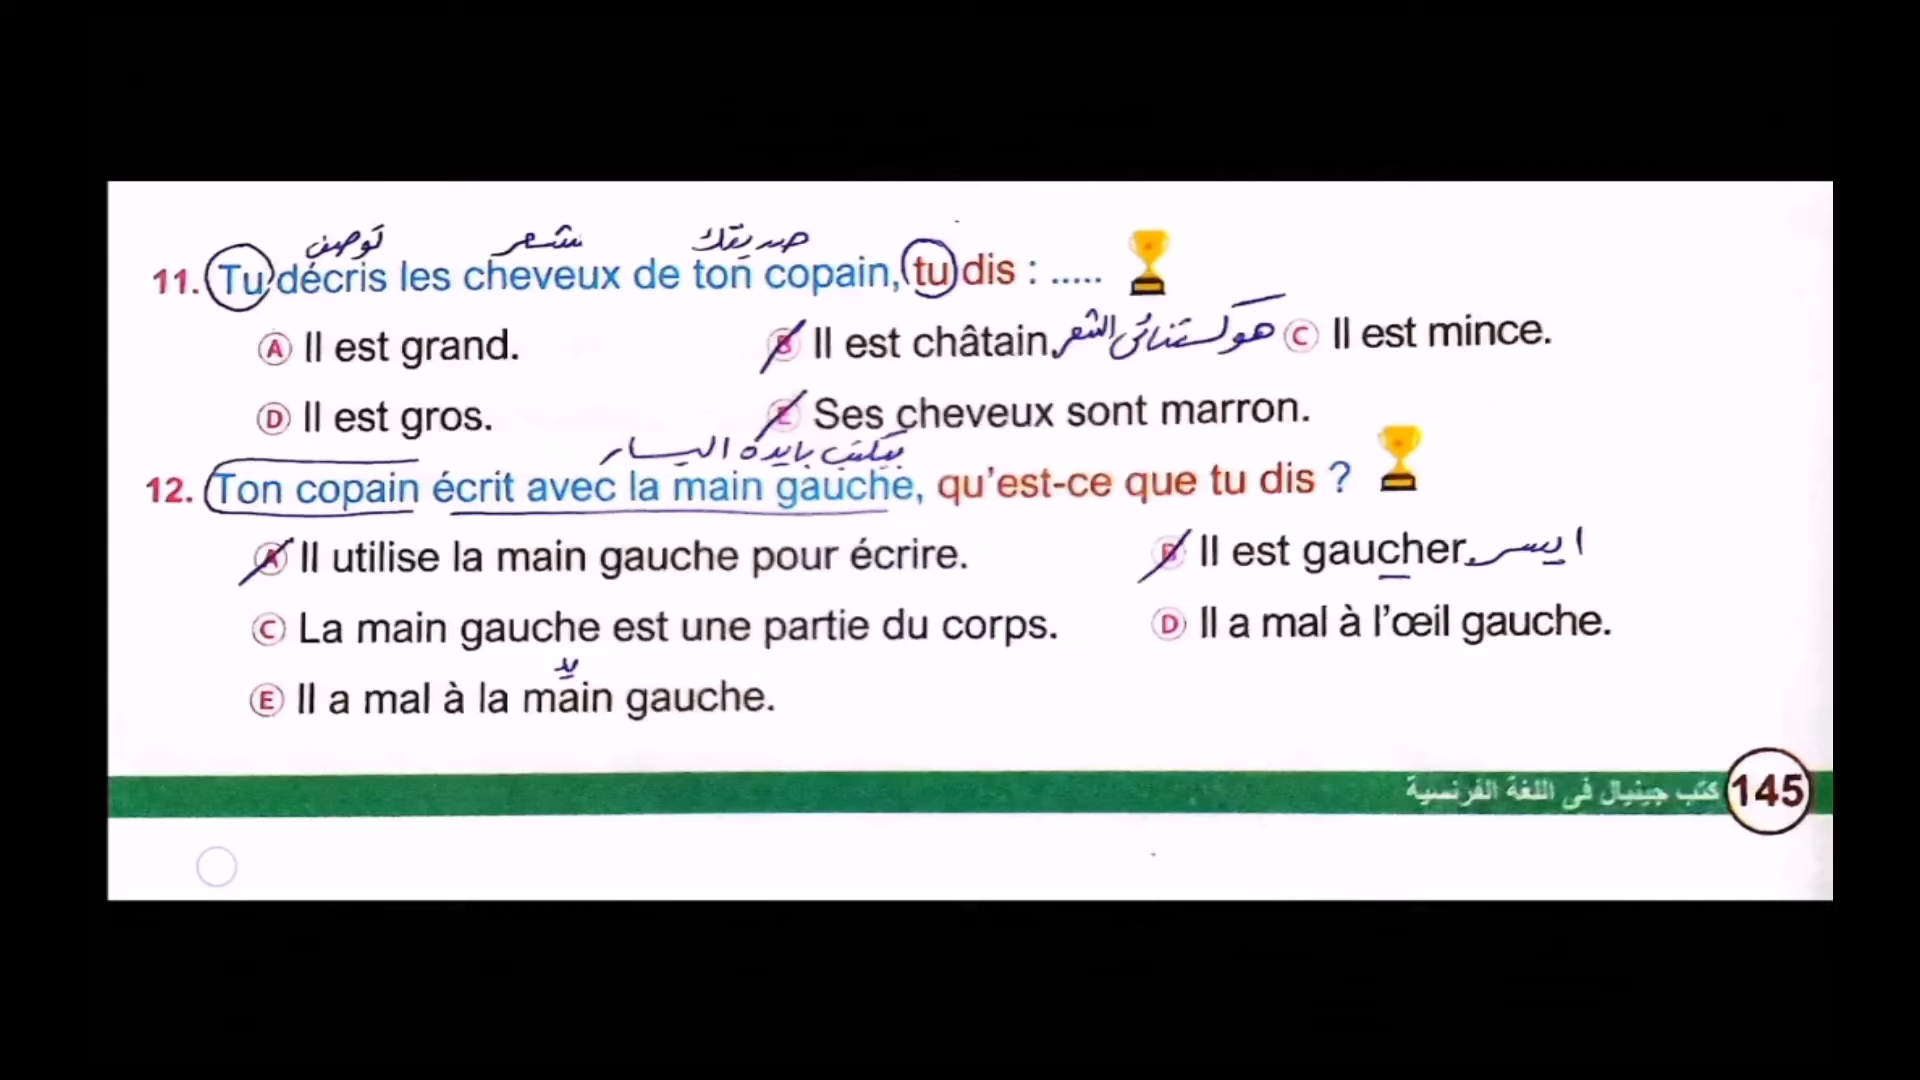 توصف شعر صديقك
11. Tu décris les cheveux de ton copain, tu dis : .....
A Il est grand. B Il est châtain. هو كستنائى الشعر C Il est mince.
D Il est gros. E Ses cheveux sont marron.
بيكتب بايده اليسار
12. Ton copain écrit avec la main gauche, qu'est-ce que tu dis ?
A Il utilise la main gauche pour écrire. B Il est gaucher. ايسر
C La main gauche est une partie du corps. D Il a mal à l'œil gauche.
يد
E Il a mal à la main gauche.
كتب جينيال فى اللغة الفرنسية 145